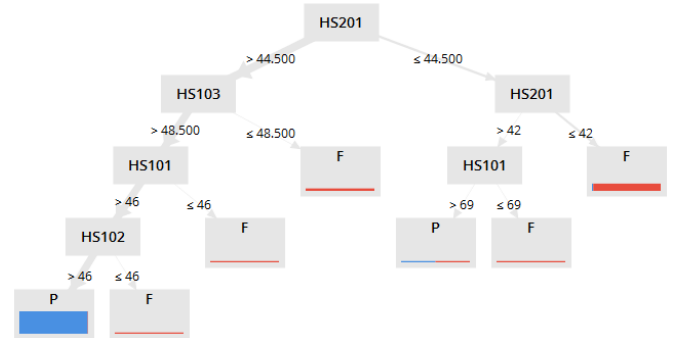 HS201
> 44.500
≤ 44.500
HS103
HS201
> 48.500
≤ 48.500
> 42
≤ 42
HS101
F
HS101
F
> 46
≤ 46
> 69
≤ 69
HS102
F
P
F
> 46
≤ 46
P
F